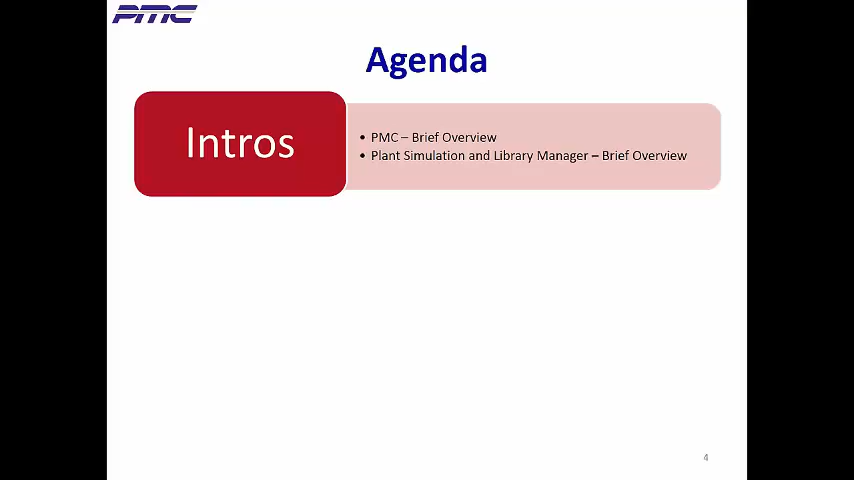 PMC
Agenda
Intros
• PMC – Brief Overview
• Plant Simulation and Library Manager – Brief Overview
4